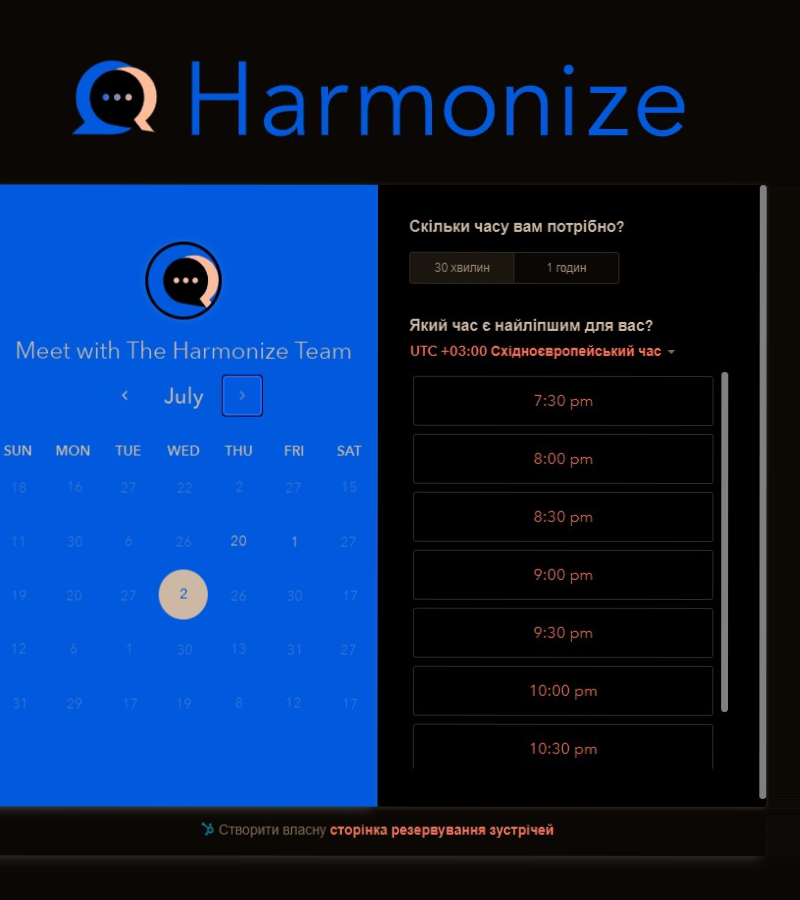 Harmonize
Meet with The Harmonize Team
July
SUN MON TUE WED THU FRI SAT
18 16 27 22 2 27 15
11 30 6 26 20 1 27
19 20 27 2 26 30 17
12 6 1 30 13 31 27
31 29 17 19 8 12 17
Скільки часу вам потрібно?
30 хвилин 1 годин
Який час є найліпшим для вас?
UTC +03:00 Східноєвропейський час
7:30 pm
8:00 pm
8:30 pm
9:00 pm
9:30 pm
10:00 pm
10:30 pm
Створити власну сторінка резервування зустрічей